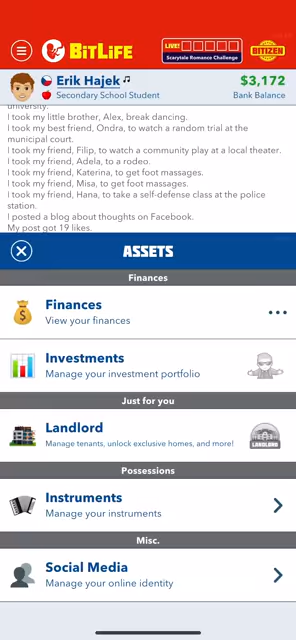 BitLife
LIVE!
Scarytale Romance Challenge
BITIZEN
Erik Hajek
$3,172
Secondary School Student
Bank Balance
university.
I took my little brother, Alex, break dancing.
I took my best friend, Ondra, to watch a random trial at the
municipal court.
I took my friend, Filip, to watch a community play at a local theater.
I took my friend, Adela, to a rodeo.
I took my friend, Katerina, to get foot massages.
I took my friend, Misa, to get foot massages.
I took my friend, Hana, to take a self-defense class at the police
station.
I posted a blog about thoughts on Facebook.
My post got 19 likes.
ASSETS
Finances
Finances
View your finances
Investments
Manage your investment portfolio
Just for you
Landlord
Manage tenants, unlock exclusive homes, and more!
LANDLORD
Possessions
Instruments
Manage your instruments
Misc.
Social Media
Manage your online identity